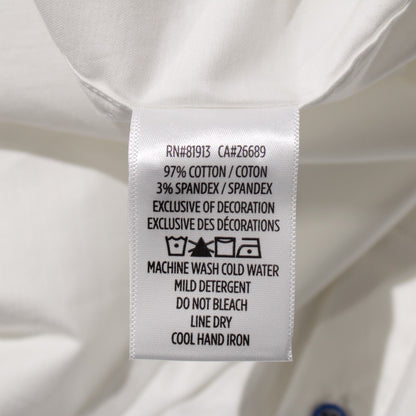 RN#81913 CA#26689
97% COTTON / COTON
3% SPANDEX / SPANDEX
EXCLUSIVE OF DECORATION
EXCLUSIVE DES DÉCORATIONS
MACHINE WASH COLD WATER
MILD DETERGENT
DO NOT BLEACH
LINE DRY
COOL HAND IRON